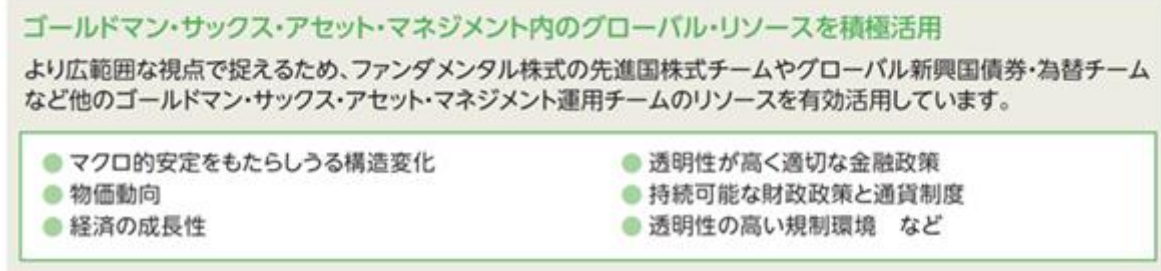 ゴールドマン・サックス・アセット・マネジメント内のグローバル・リソースを積極活用
より広範囲な視点で捉えるため、ファンダメンタル株式の先進国株式チームやグローバル新興国債券・為替チーム
など他のゴールドマン・サックス・アセット・マネジメント運用チームのリソースを有効活用しています。
● マクロ的安定をもたらしうる構造変化
● 物価動向
● 経済の成長性
● 透明性が高く適切な金融政策
● 持続可能な財政政策と通貨制度
● 透明性の高い規制環境　など